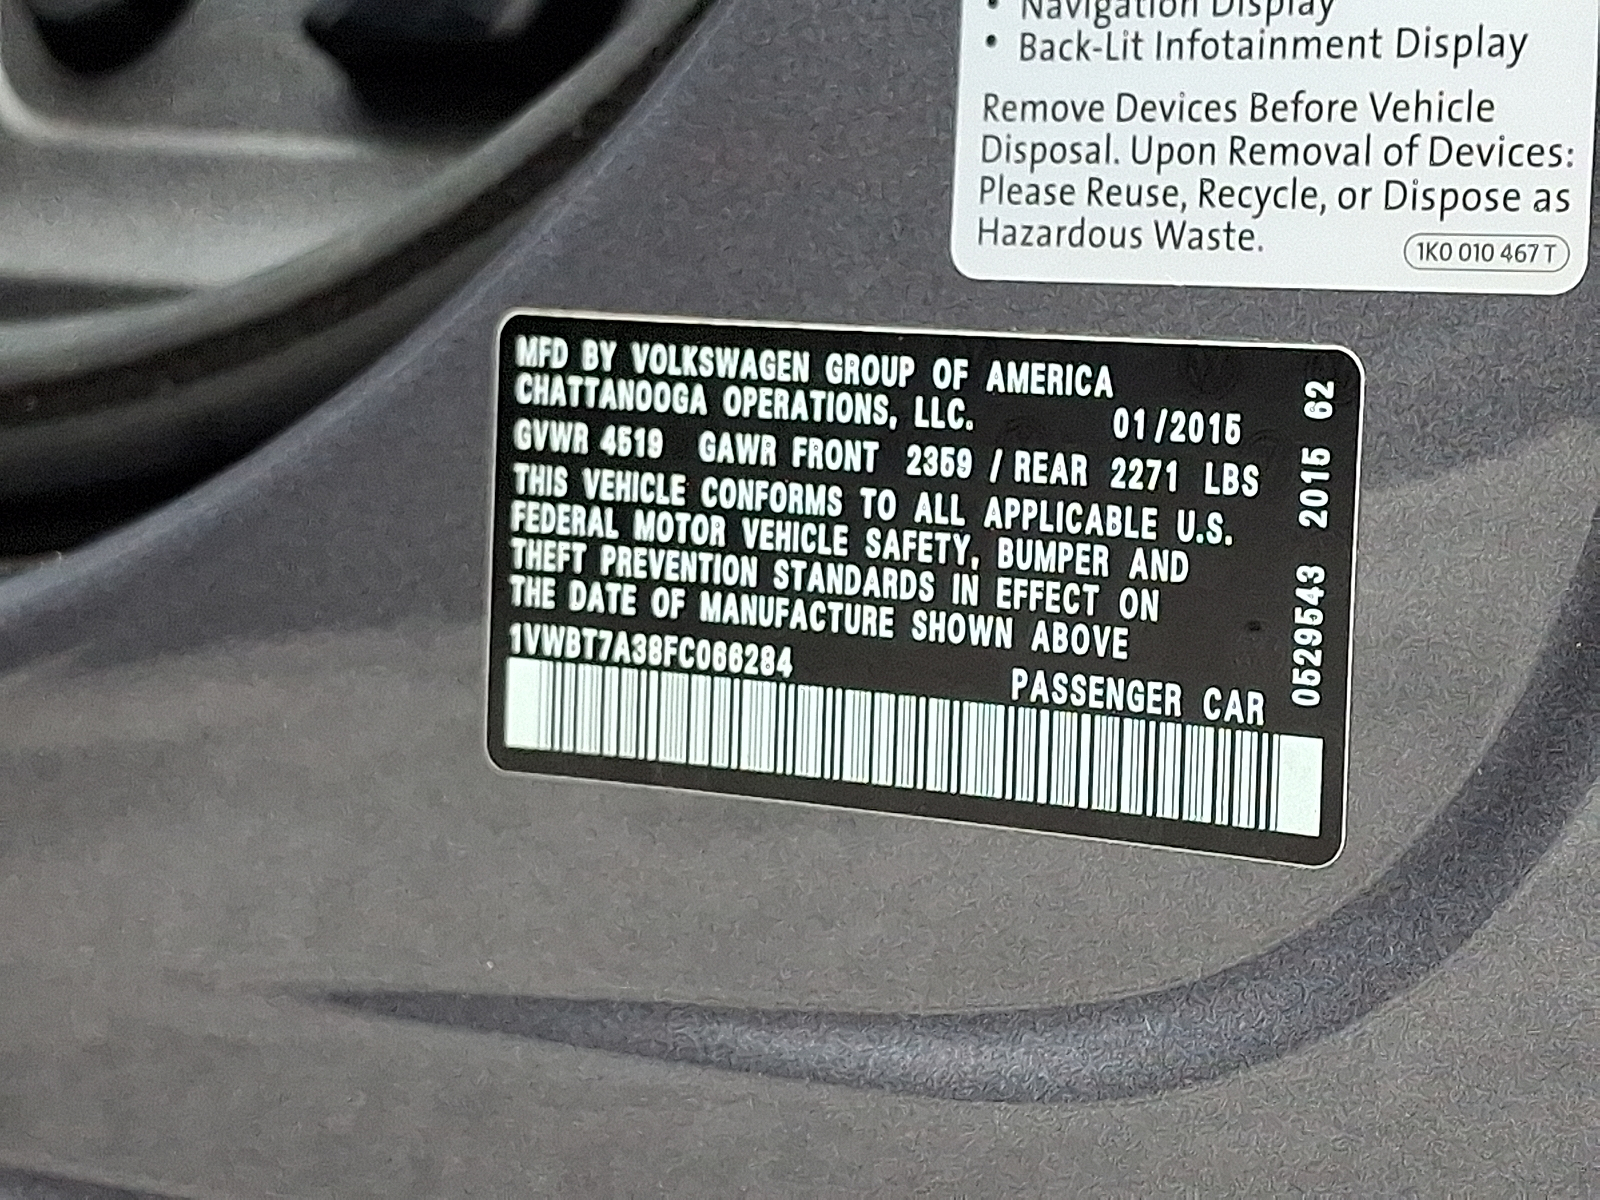 • Navigation Display
• Back-Lit Infotainment Display
Remove Devices Before Vehicle
Disposal. Upon Removal of Devices:
Please Reuse, Recycle, or Dispose as
Hazardous Waste.
1K0 010 467 T
MFD BY VOLKSWAGEN GROUP OF AMERICA
CHATTANOOGA OPERATIONS, LLC. 01/2015
GVWR 4519 GAWR FRONT 2359 / REAR 2271 LBS
THIS VEHICLE CONFORMS TO ALL APPLICABLE U.S.
FEDERAL MOTOR VEHICLE SAFETY, BUMPER AND
THEFT PREVENTION STANDARDS IN EFFECT ON
THE DATE OF MANUFACTURE SHOWN ABOVE
1VWBT7A38FC066284
PASSENGER CAR
0529543 2015 62